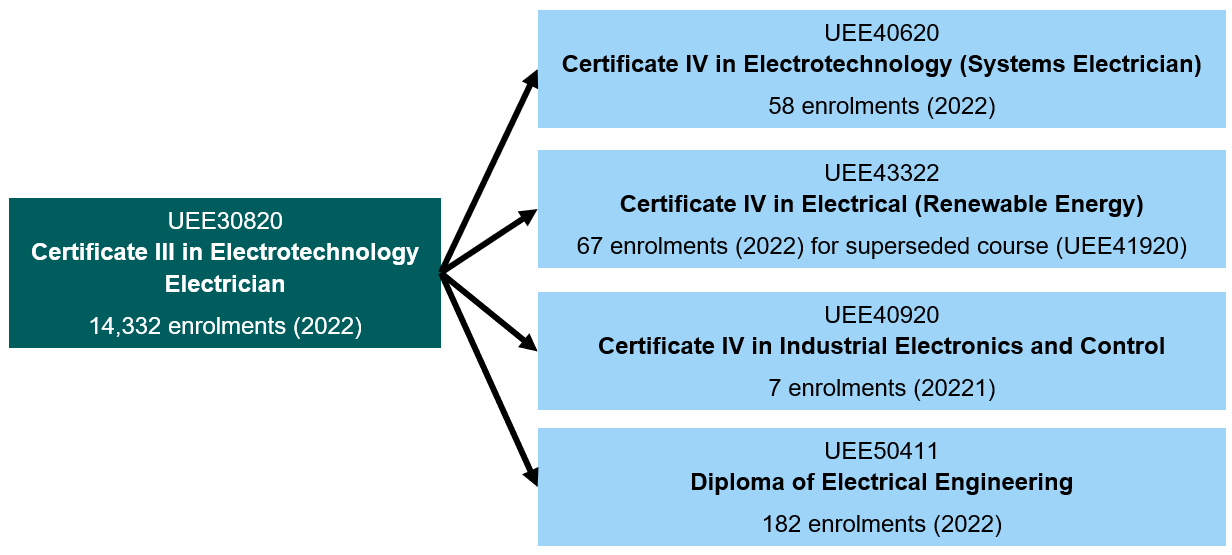 UEE30820
Certificate III in Electrotechnology
Electrician
14,332 enrolments (2022)
UEE40620
Certificate IV in Electrotechnology (Systems Electrician)
58 enrolments (2022)
UEE43322
Certificate IV in Electrical (Renewable Energy)
67 enrolments (2022) for superseded course (UEE41920)
UEE40920
Certificate IV in Industrial Electronics and Control
7 enrolments (20221)
UEE50411
Diploma of Electrical Engineering
182 enrolments (2022)